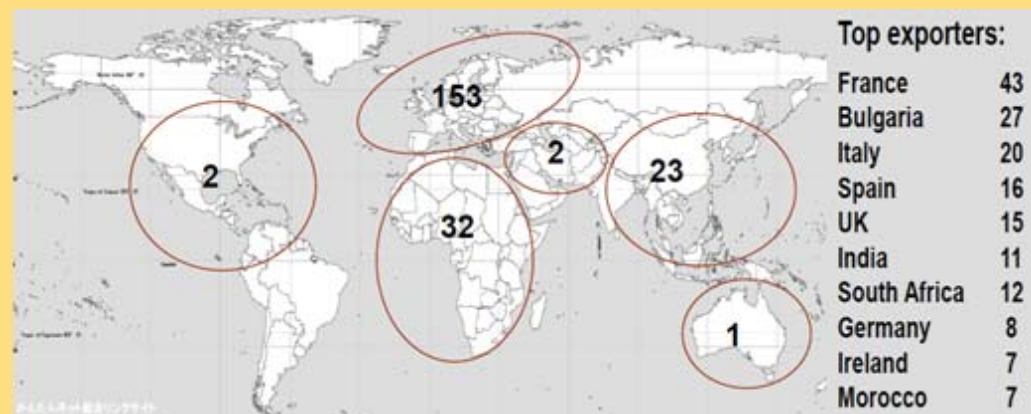 153
2
2
23
32
1
Top exporters:
France 43
Bulgaria 27
Italy 20
Spain 16
UK 15
India 11
South Africa 12
Germany 8
Ireland 7
Morocco 7